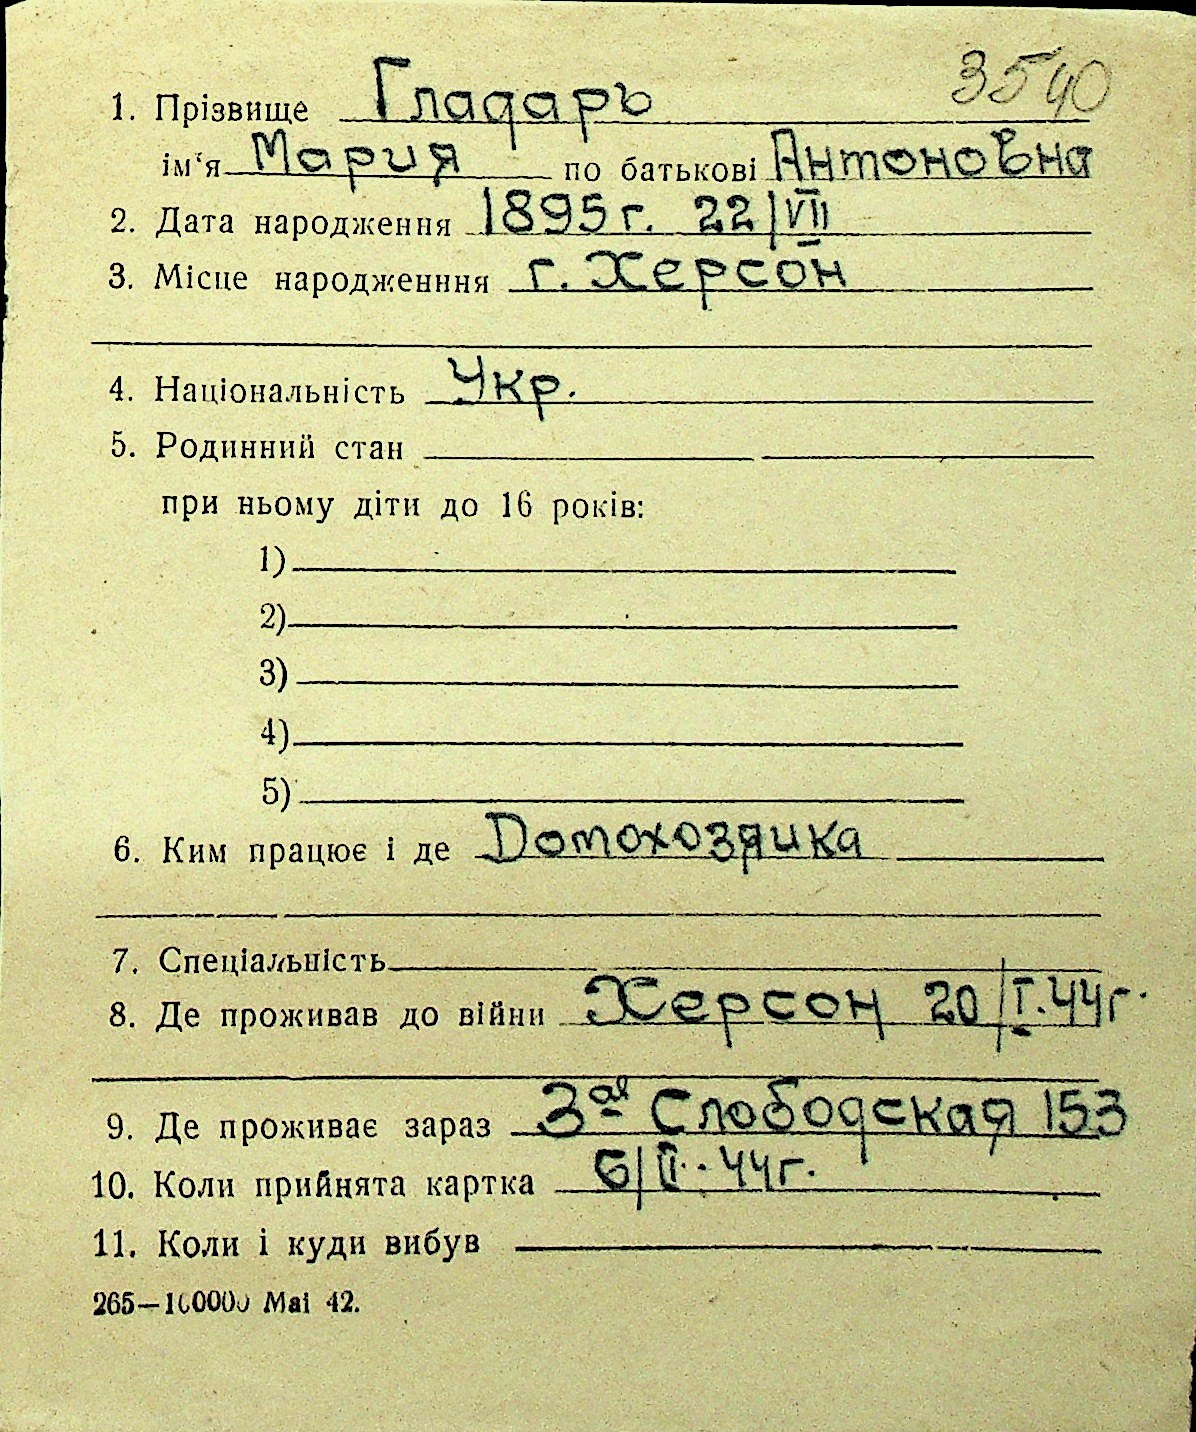 3540
1. Прізвище Гладарь
ім‘я Мария по батькові Антоновна
2. Дата народження 1895 г. 22/VII
3. Місце народженння г. Херсон
4. Національність Укр.
5. Родинний стан
при ньому діти до 16 років:
1)
2)
3)
4)
5)
6. Ким працює і де Домохозяика
7. Спеціальність
8. Де проживав до війни Херсон 20/I.44г.
9. Де проживає зараз 3ая Слободская 153
10. Коли прийнята картка 6/II.44г.
11. Коли і куди вибув
265—100000 Mai 42.